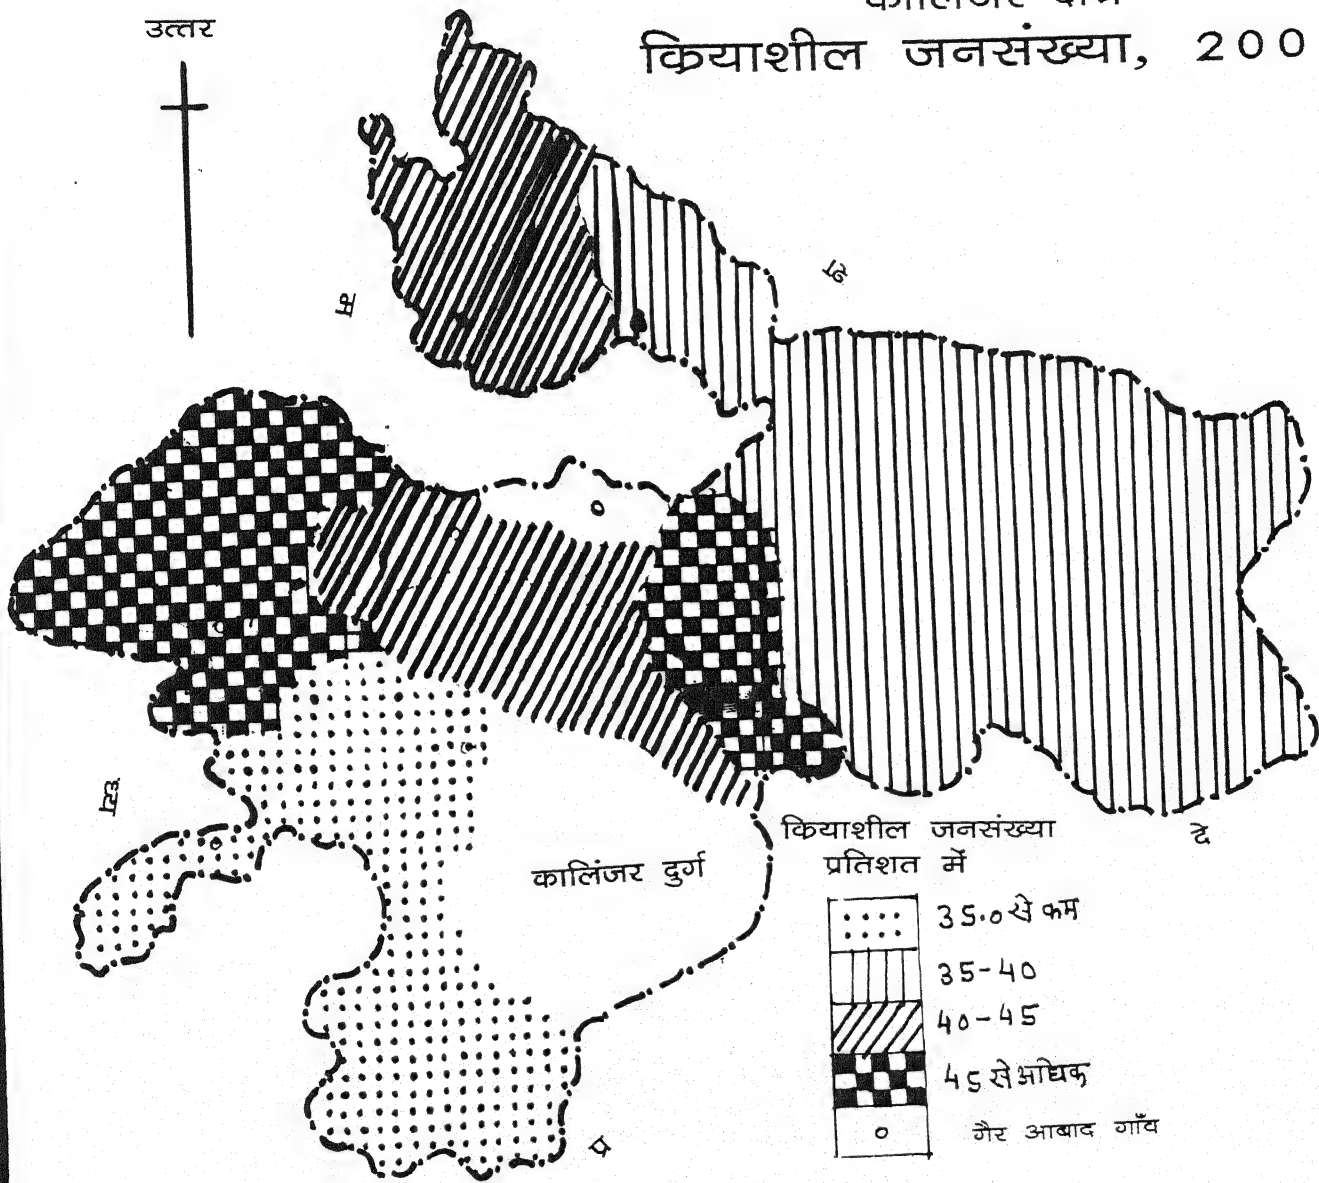 उत्तर
कियाशील जनसंख्या, 200
म
श
ध्य
कालिंजर दुर्ग
दे
प्र
कियाशील जनसंख्या
प्रतिशत में
35.0 से कम
35-40
40-45
45 से अधिक
गैर आबाद गाँव